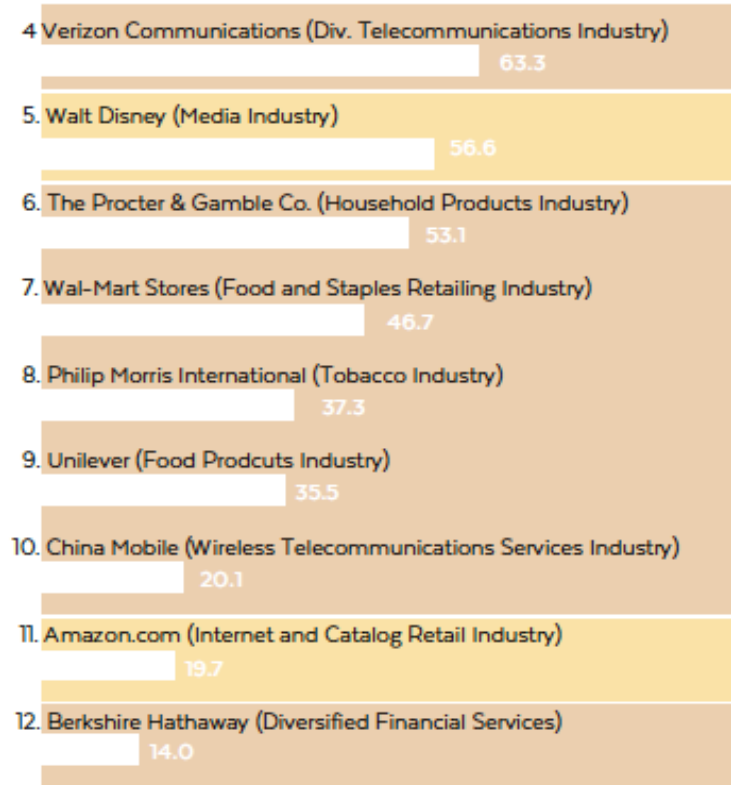 4 Verizon Communications (Div. Telecommunications Industry)
63.3
5. Walt Disney (Media Industry)
56.6
6. The Procter & Gamble Co. (Household Products Industry)
53.1
7. Wal-Mart Stores (Food and Staples Retailing Industry)
46.7
8. Philip Morris International (Tobacco Industry)
37.3
9. Unilever (Food Prodcuts Industry)
35.5
10. China Mobile (Wireless Telecommunications Services Industry)
20.1
11. Amazon.com (Internet and Catalog Retail Industry)
19.7
12. Berkshire Hathaway (Diversified Financial Services)
14.0